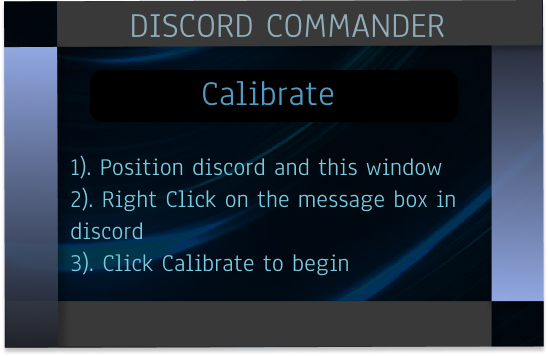 DISCORD COMMANDER
Calibrate
1). Position discord and this window
2). Right Click on the message box in
discord
3). Click Calibrate to begin